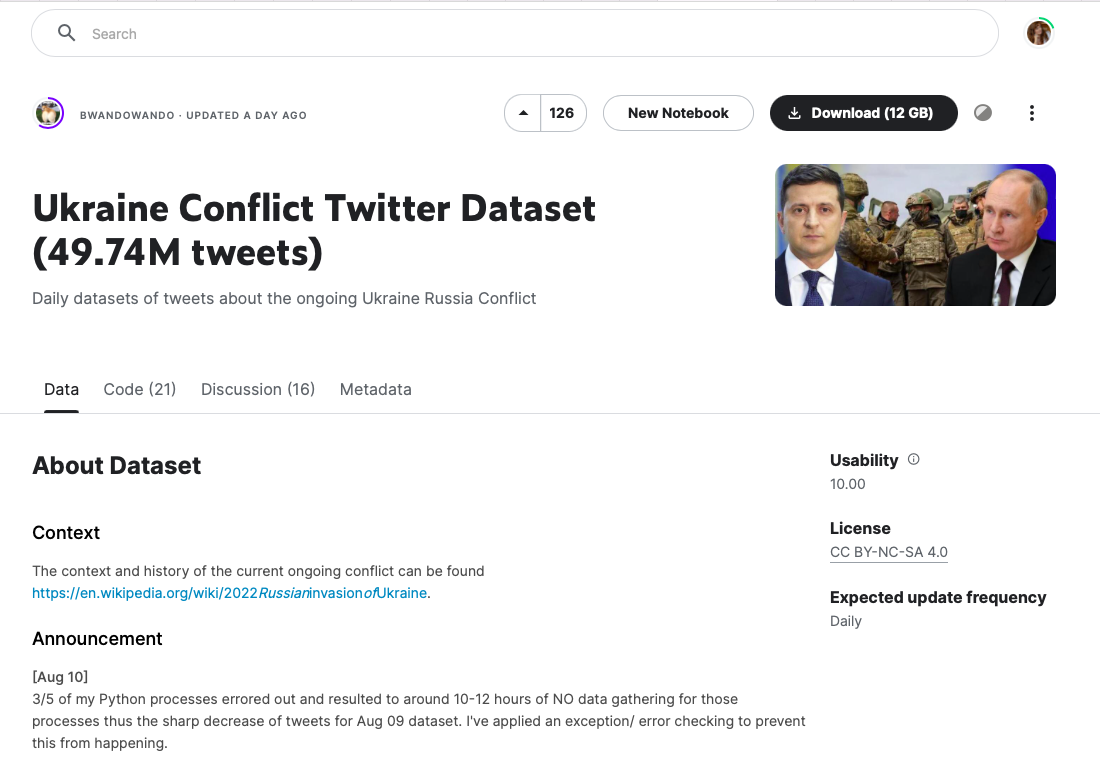 Search
BWANDOWANDO · UPDATED A DAY AGO
126
New Notebook
Download (12 GB)
Ukraine Conflict Twitter Dataset
(49.74M tweets)
Daily datasets of tweets about the ongoing Ukraine Russia Conflict
Data
Code (21)
Discussion (16)
Metadata
About Dataset
Context
The context and history of the current ongoing conflict can be found
https://en.wikipedia.org/wiki/2022RussianinvasionofUkraine.
Announcement
[Aug 10]
3/5 of my Python processes errored out and resulted to around 10-12 hours of NO data gathering for those
processes thus the sharp decrease of tweets for Aug 09 dataset. I've applied an exception/ error checking to prevent
this from happening.
Usability
10.00
License
CC BY-NC-SA 4.0
Expected update frequency
Daily